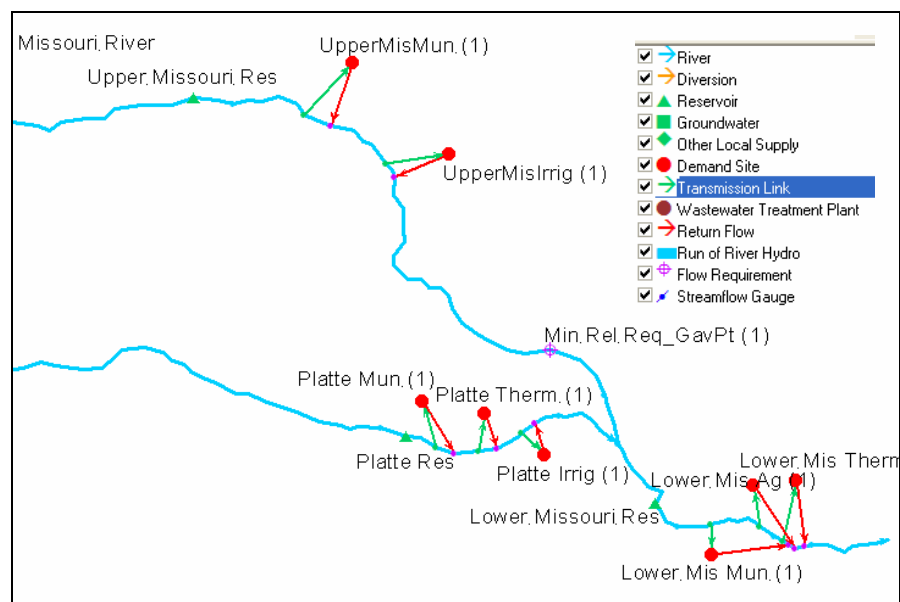 Missouri.River
UpperMisMun. (1)
Upper.Missouri.Res
UpperMisIrrig (1)
River
Diversion
Reservoir
Groundwater
Other Local Supply
Demand Site
Transmission Link
Wastewater Treatment Plant
Return Flow
Run of River Hydro
Flow Requirement
Streamflow Gauge
Min.Rel.Req_GavPt (1)
Platte Mun. (1)
Platte Therm. (1)
Platte Res
Platte Irrig (1)
Lower.Mis Therm
Lower.Mis.Ag (1)
Lower.Missouri.Res
Lower.Mis Mun. (1)